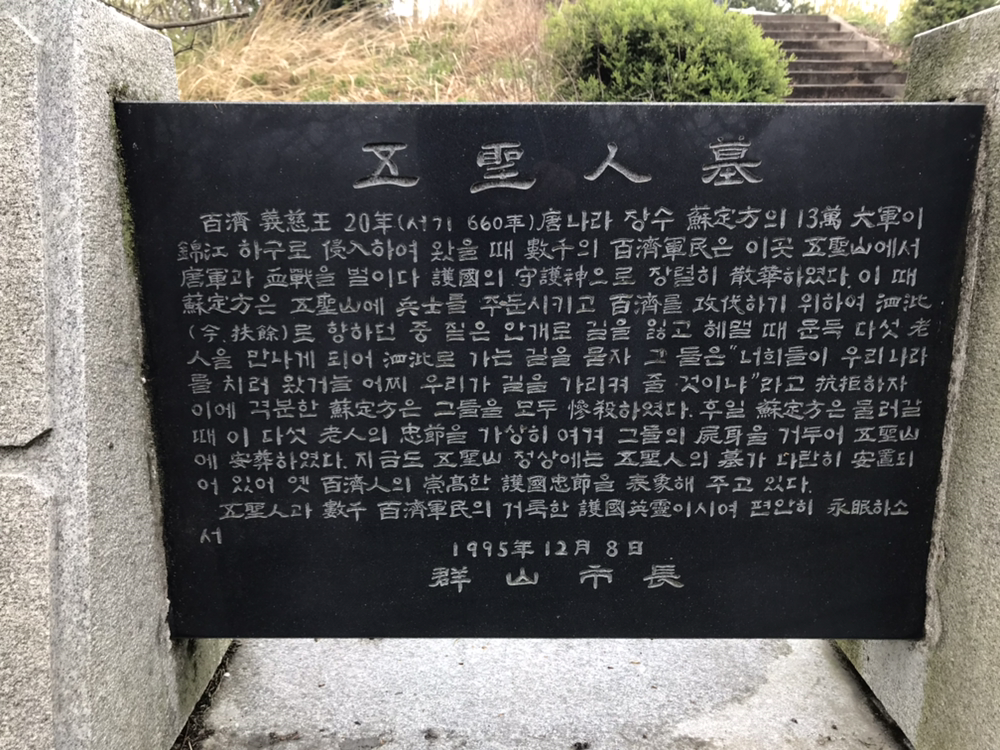 五聖人墓
百濟 義慈王 20年(서기 660年)唐나라 장수 蘇定方의 13萬 大軍이
錦江 하구로 侵入하여 왔을 때 數千의 百濟軍民은 이곳 五聖山에서
唐軍과 血戰을 벌이다 護國의 守護神으로 장렬히 散華하였다. 이 때
蘇定方은 五聖山에 兵士를 주둔시키고 百濟를 攻伐하기 위하여 泗沘
(今, 扶餘)로 향하던 중 짙은 안개로 길을 잃고 헤맬 때 문득 다섯 老
人을 만나게 되어 泗沘로 가는 길을 묻자 그 들은 "너희들이 우리나라
를 치러 왔거늘 어찌 우리가 길을 가리켜 줄 것이냐"라고 抗拒하자
이에 격분한 蘇定方은 그들을 모두 慘殺하였다. 후일 蘇定方은 물러갈
때 이 다섯 老人의 忠節을 가상히 여겨 그들의 屍身을 거두어 五聖山
에 安葬하였다. 지금도 五聖山 정상에는 五聖人의 墓가 나란히 安置되
어 있어 옛 百濟人의 崇高한 護國忠節을 表象해 주고 있다.
五聖人과 數千 百濟軍民의 거룩한 護國英靈이시여 편안히 永眠하소
서
1995年 12月 8日
群山市長